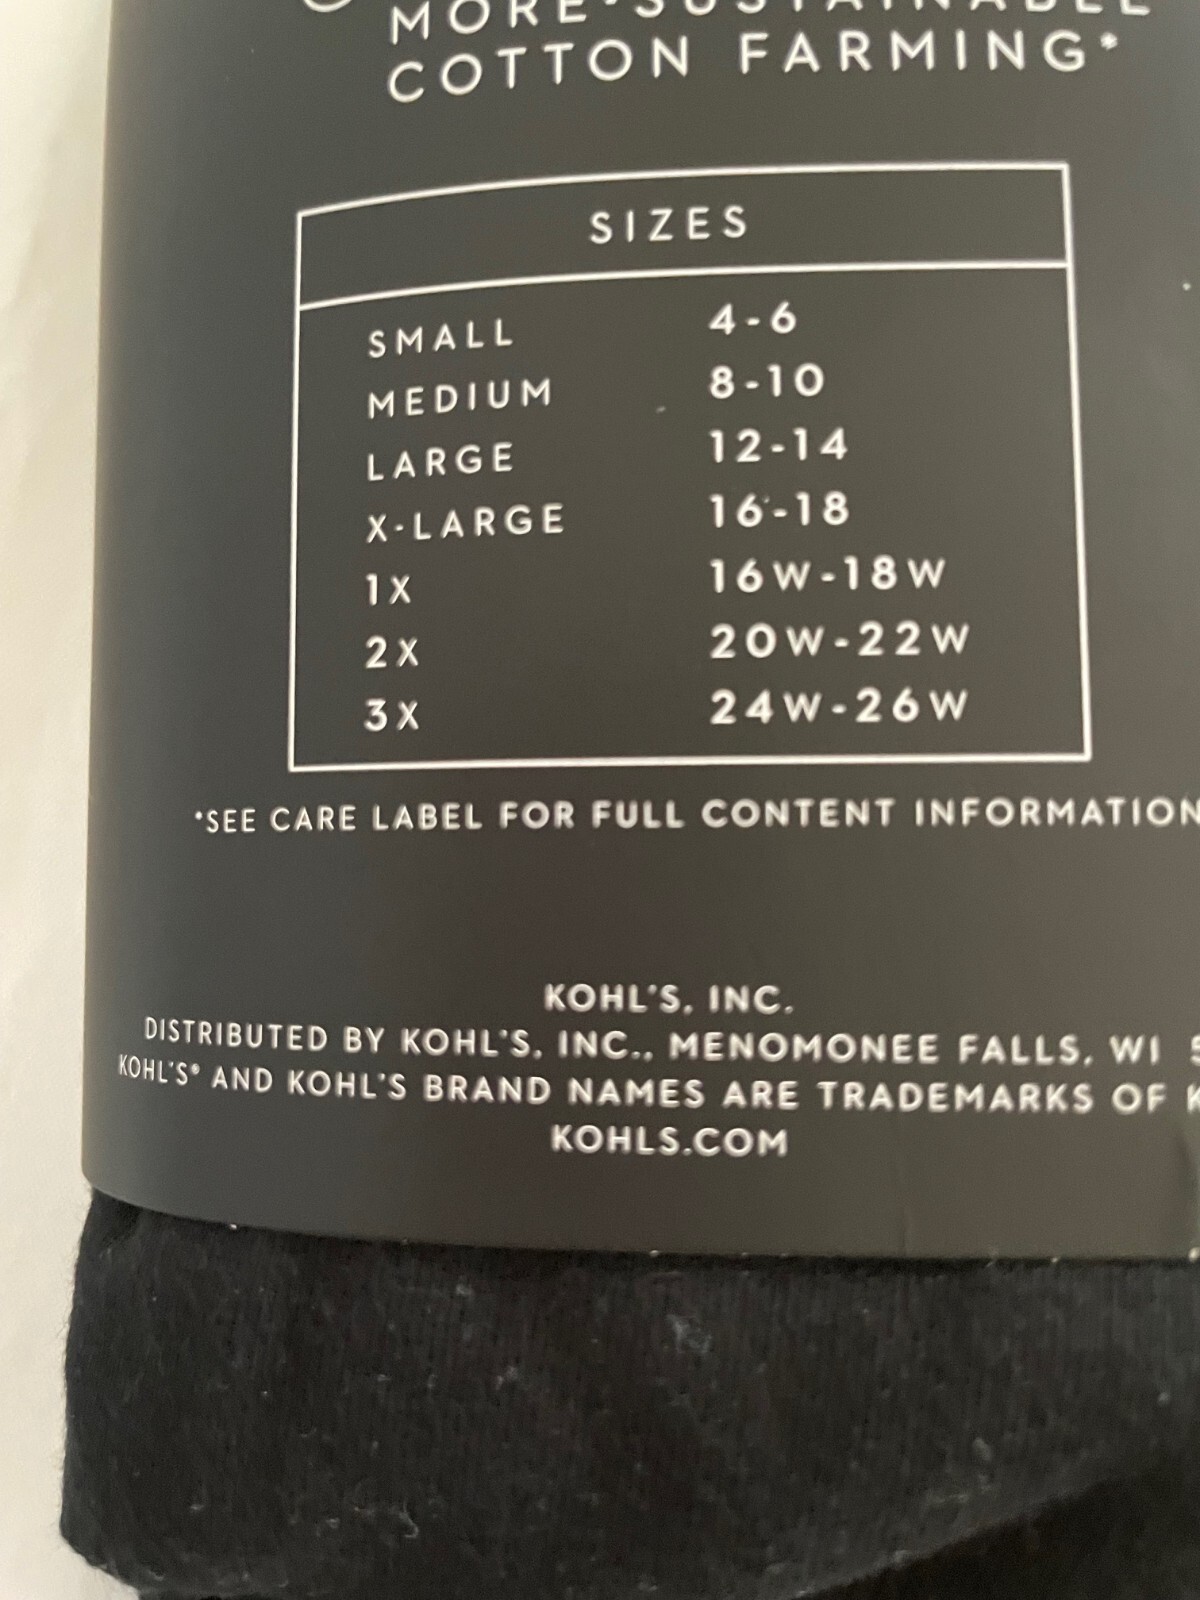 MORE·SUSTAINABLE
COTTON FARMING*
SIZES
SMALL 4-6
MEDIUM 8-10
LARGE 12-14
X-LARGE 16-18
1X 16W-18W
2X 20W-22W
3X 24W-26W
*SEE CARE LABEL FOR FULL CONTENT INFORMATION
KOHL'S, INC.
DISTRIBUTED BY KOHL'S, INC., MENOMONEE FALLS, WI
KOHL'S® AND KOHL'S BRAND NAMES ARE TRADEMARKS OF
KOHLS.COM